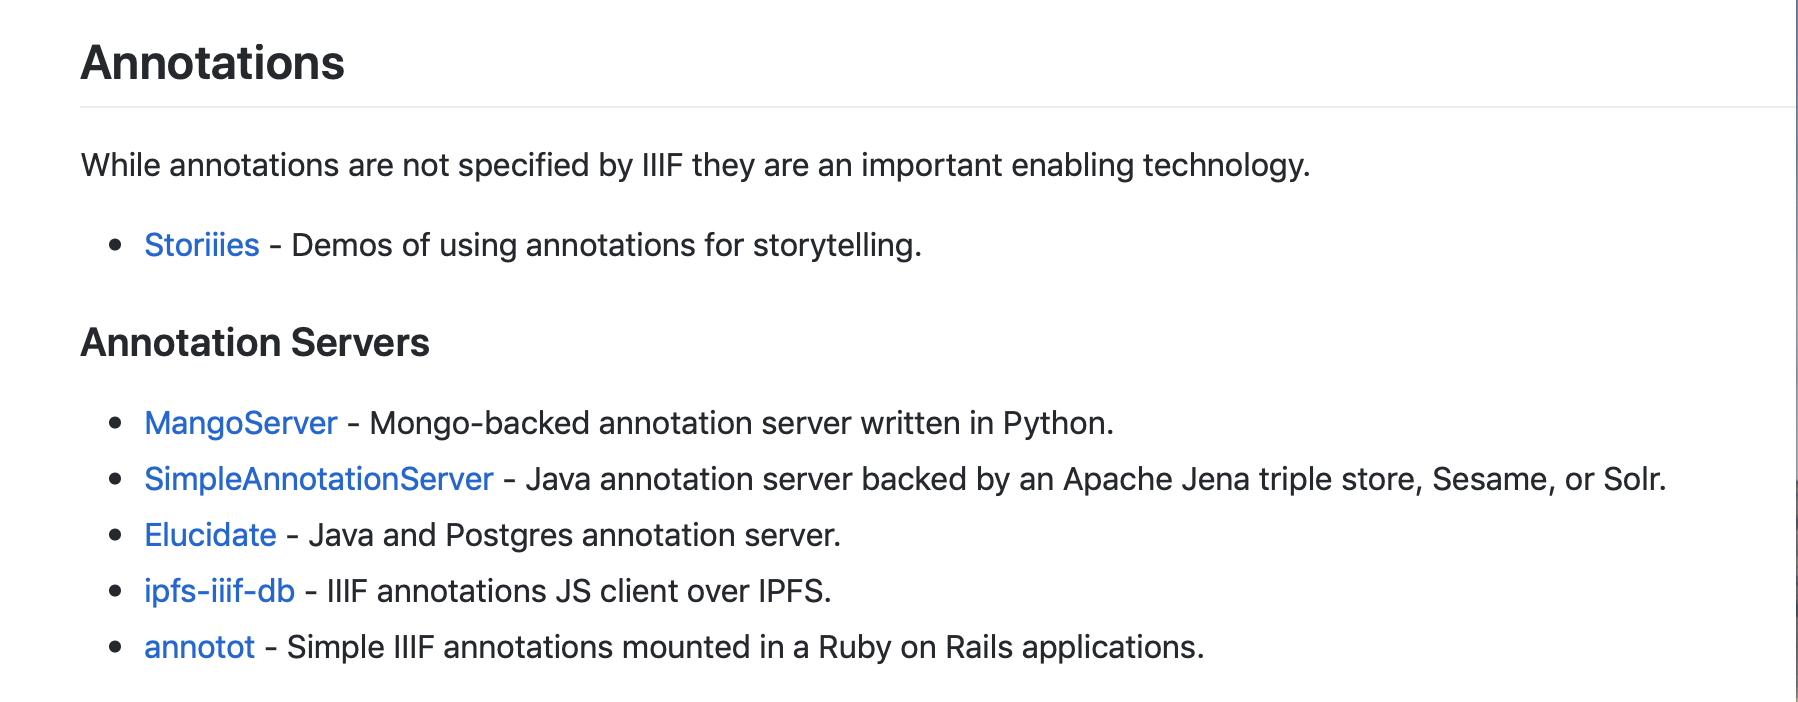 Annotations
While annotations are not specified by IIIF they are an important enabling technology.
• Storiiies - Demos of using annotations for storytelling.
Annotation Servers
• MangoServer - Mongo-backed annotation server written in Python.
• SimpleAnnotationServer - Java annotation server backed by an Apache Jena triple store, Sesame, or Solr.
• Elucidate - Java and Postgres annotation server.
• ipfs-iiif-db - IIIF annotations JS client over IPFS.
• annotot - Simple IIIF annotations mounted in a Ruby on Rails applications.